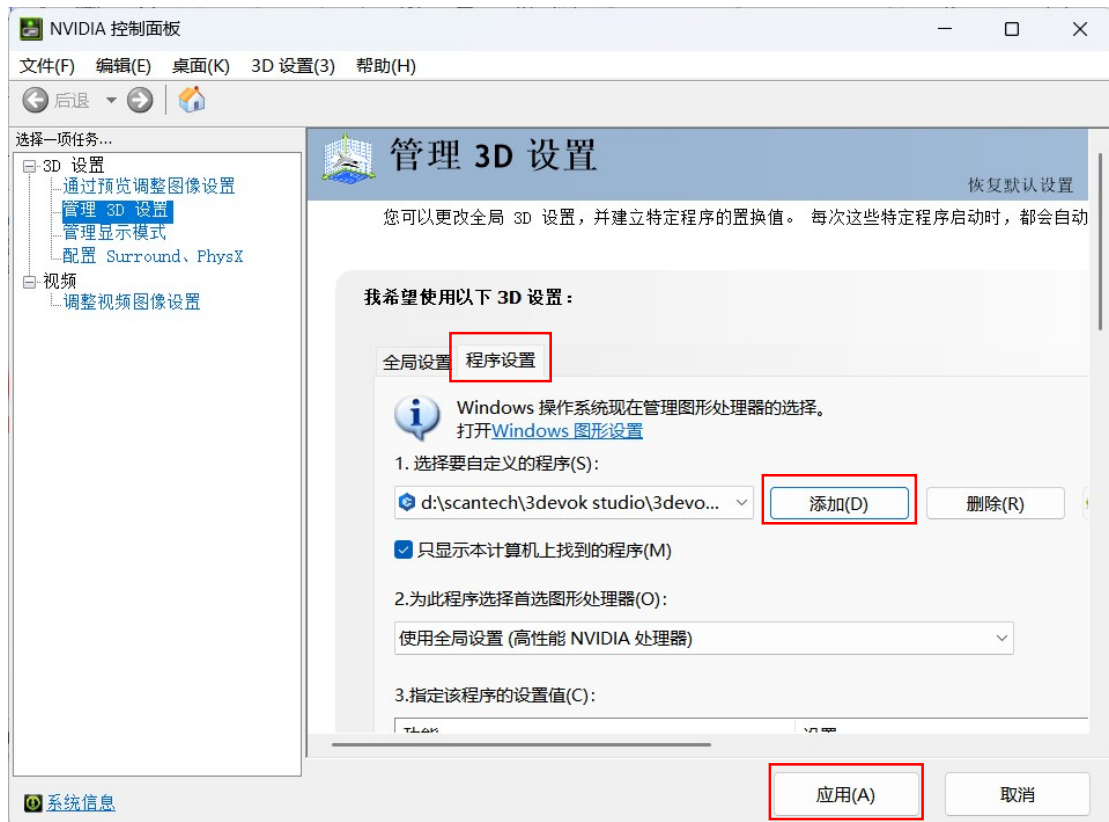 NVIDIA 控制面板
文件(F) 编辑(E) 桌面(K) 3D 设置(3) 帮助(H)
后退
选择一项任务...
3D 设置
通过预览调整图像设置
管理 3D 设置
管理显示模式
配置 Surround、PhysX
视频
调整视频图像设置
系统信息
管理 3D 设置
恢复默认设置
您可以更改全局 3D 设置，并建立特定程序的置换值。 每次这些特定程序启动时，都会自动
我希望使用以下 3D 设置：
全局设置 程序设置
Windows 操作系统现在管理图形处理器的选择。
打开Windows 图形设置
1. 选择要自定义的程序(S)：
d:\scantech\3devok studio\3devo... 添加(D) 删除(R)
只显示本计算机上找到的程序(M)
2.为此程序选择首选图形处理器(O)：
使用全局设置 (高性能 NVIDIA 处理器)
3.指定该程序的设置值(C)：
应用(A) 取消